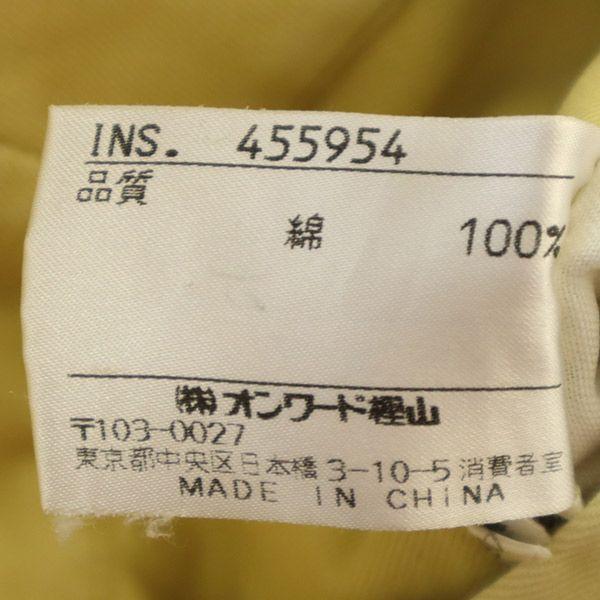 INS. 455954
品質
綿 100%
(株)オンワード樫山
〒103-0027
東京都中央区日本橋3-10-5消費者室
MADE IN CHINA